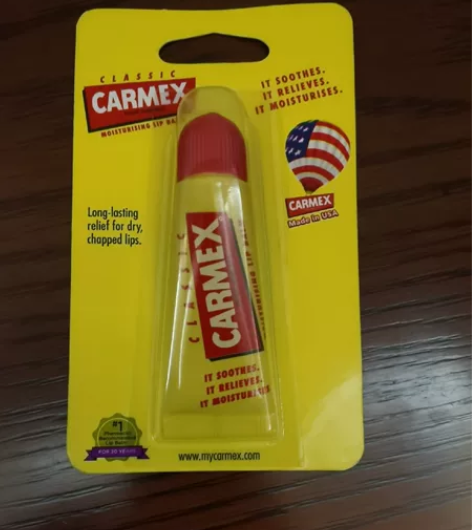 CLASSIC
CARMEX
MOISTURISING LIP BALM
IT SOOTHES.
IT RELIEVES.
IT MOISTURISES.
CARMEX
Made in USA
Long-lasting
relief for dry,
chapped lips.
CLASSIC
CARMEX
MOISTURISING LIP BALM
IT SOOTHES.
IT RELIEVES.
IT MOISTURISES
#1
www.mycarmex.com